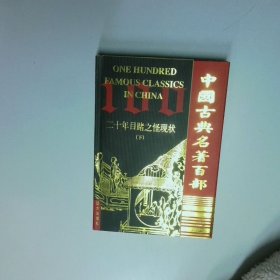 ONE HUNDRED
FAMOUS CLASSICS
IN CHINA
100
二十年目睹之怪现状
(下)
中國古典名著百部